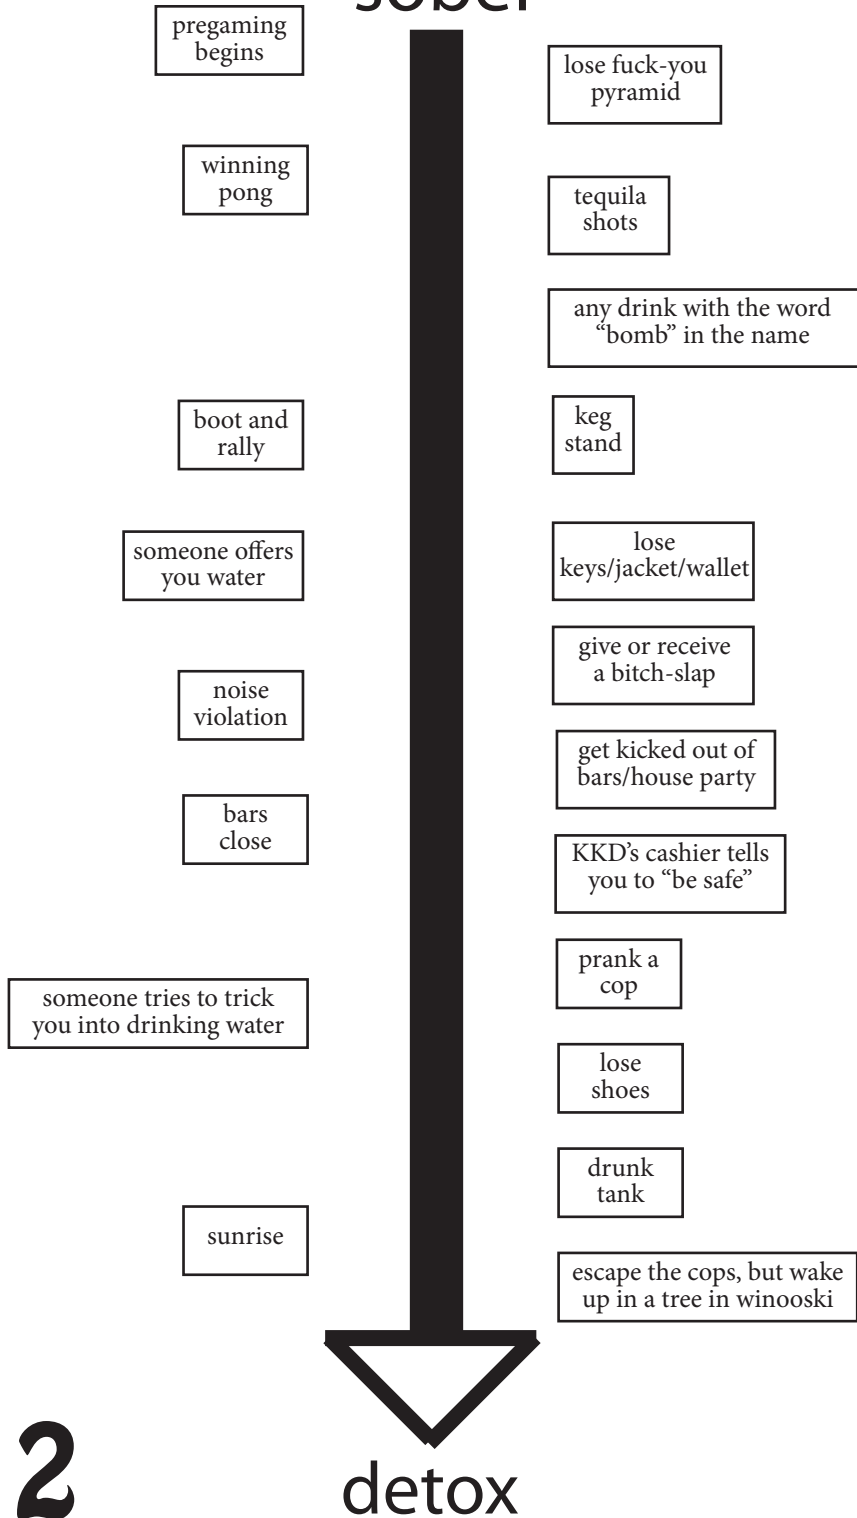 sober
pregaming
begins
lose fuck-you
pyramid
winning
pong
tequila
shots
any drink with the word
“bomb” in the name
boot and
rally
keg
stand
someone offers
you water
lose
keys/jacket/wallet
give or receive
a bitch-slap
noise
violation
get kicked out of
bars/house party
bars
close
KKD’s cashier tells
you to “be safe”
prank a
cop
someone tries to trick
you into drinking water
lose
shoes
drunk
tank
sunrise
escape the cops, but wake
up in a tree in winooski
2
detox